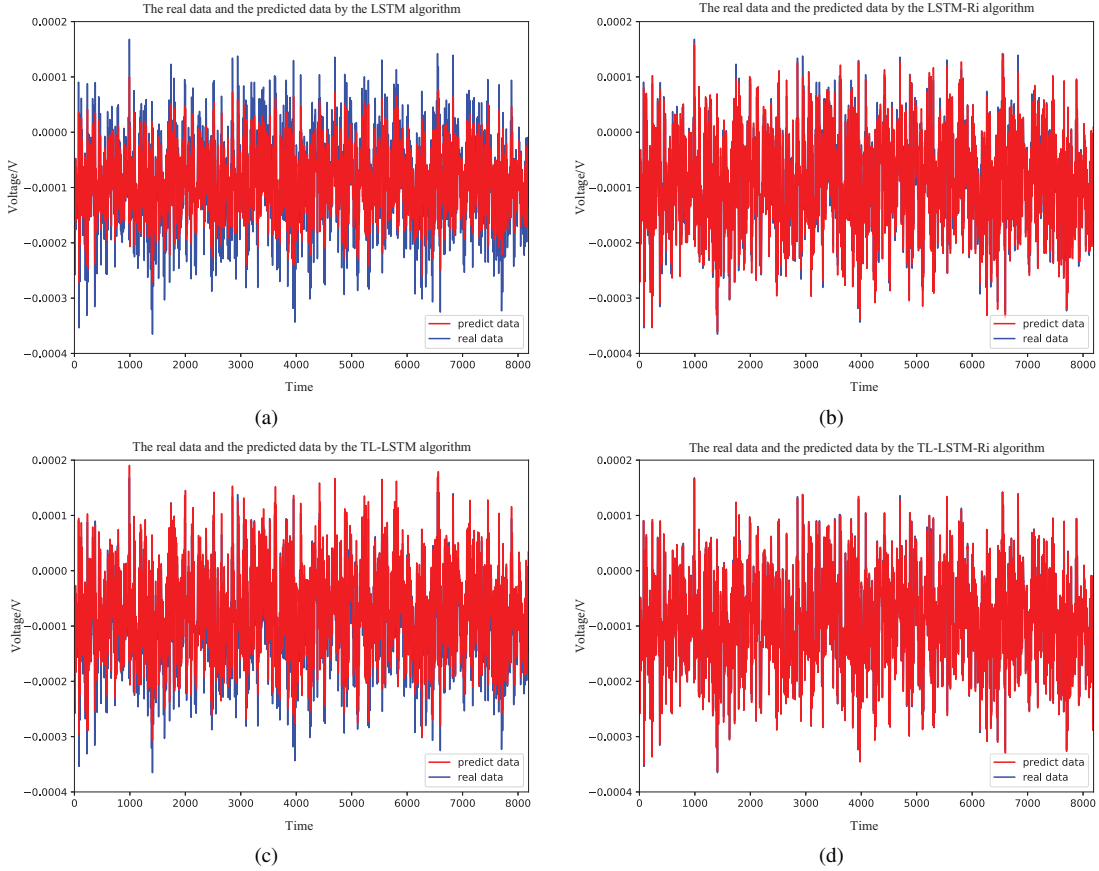 The real data and the predicted data by the LSTM algorithm
0.0002
0.0001
0.0000
−0.0001
−0.0002
−0.0003
−0.0004
Voltage/V
predict data
real data
0 1000 2000 3000 4000 5000 6000 7000 8000
Time
(a)
The real data and the predicted data by the LSTM-Ri algorithm
0.0002
0.0001
0.0000
−0.0001
−0.0002
−0.0003
−0.0004
Voltage/V
predict data
real data
0 1000 2000 3000 4000 5000 6000 7000 8000
Time
(b)
The real data and the predicted data by the TL-LSTM algorithm
0.0002
0.0001
0.0000
−0.0001
−0.0002
−0.0003
−0.0004
Voltage/V
predict data
real data
0 1000 2000 3000 4000 5000 6000 7000 8000
Time
(c)
The real data and the predicted data by the TL-LSTM-Ri algorithm
0.0002
0.0001
0.0000
−0.0001
−0.0002
−0.0003
−0.0004
Voltage/V
predict data
real data
0 1000 2000 3000 4000 5000 6000 7000 8000
Time
(d)